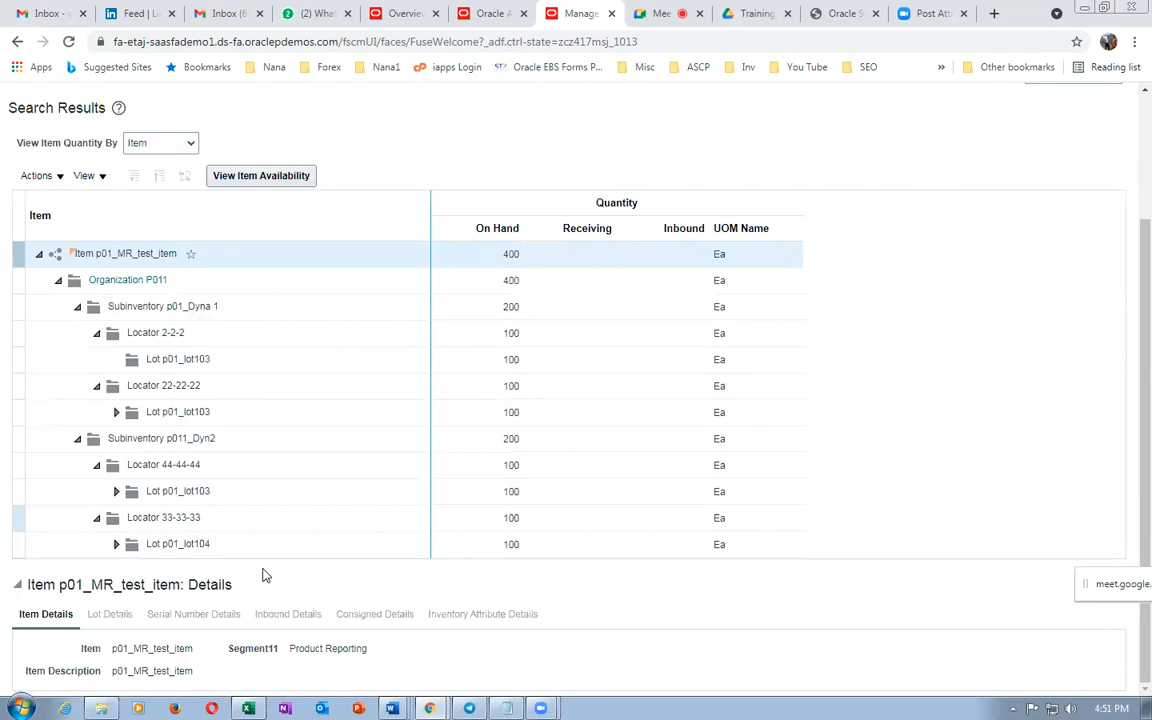 Inbox -
Feed | Li
Inbox (6
(2) What
Overview
Oracle A
Manage
Mee
Training
Oracle S
Post Att
fa-etaj-saasfademo1.ds-fa.oraclepdemos.com/fscmUI/faces/FuseWelcome?_adf.ctrl-state=zcz417msj_1013
Apps Suggested Sites Bookmarks Nana Forex Nana1 iapps Login Oracle EBS Forms P... Misc ASCP Inv You Tube SEO » Other bookmarks Reading list
Search Results
View Item Quantity By Item
Actions View View Item Availability
Quantity
Item
On Hand Receiving Inbound UOM Name
Item p01_MR_test_item 400 Ea
Organization P011 400 Ea
Subinventory p01_Dyna 1 200 Ea
Locator 2-2-2 100 Ea
Lot p01_lot103 100 Ea
Locator 22-22-22 100 Ea
Lot p01_lot103 100 Ea
Subinventory p011_Dyn2 200 Ea
Locator 44-44-44 100 Ea
Lot p01_lot103 100 Ea
Locator 33-33-33 100 Ea
Lot p01_lot104 100 Ea
meet.google.
Item p01_MR_test_item: Details
Item Details Lot Details Serial Number Details Inbound Details Consigned Details Inventory Attribute Details
Item p01_MR_test_item Segment11 Product Reporting
Item Description p01_MR_test_item
4:51 PM